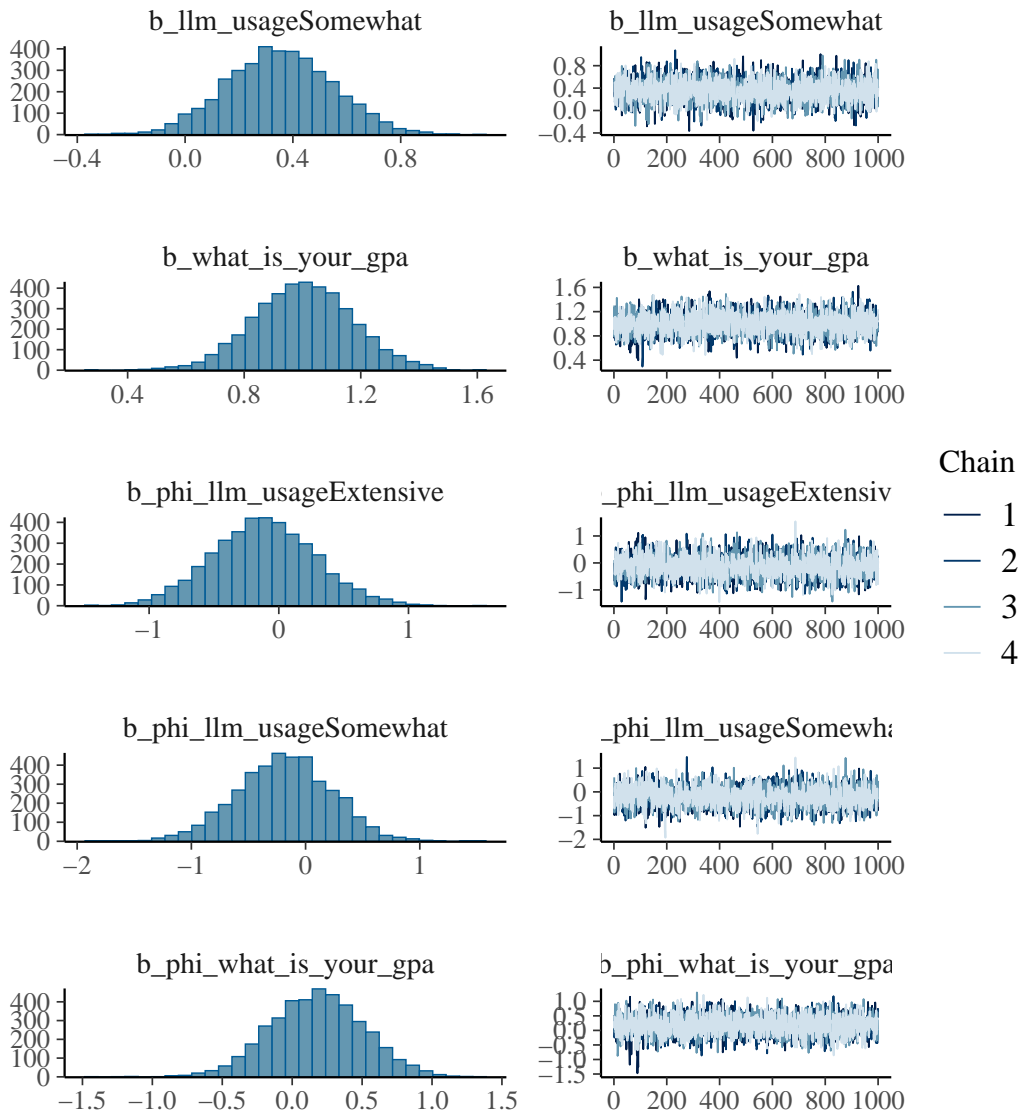 b_llm_usageSomewhat
400
300
200
100
0
−0.4 0.0 0.4 0.8
b_llm_usageSomewhat
0.8
0.4
0.0
−0.4
0 200 400 600 800 1000
b_what_is_your_gpa
400
300
200
100
0
0.4 0.8 1.2 1.6
b_what_is_your_gpa
1.6
1.2
0.8
0.4
0 200 400 600 800 1000
b_phi_llm_usageExtensive
400
300
200
100
0
−1 0 1
_phi_llm_usageExtensiv
1
0
−1
0 200 400 600 800 1000
b_phi_llm_usageSomewhat
400
300
200
100
0
−2 −1 0 1
_phi_llm_usageSomewha
1
0
−1
−2
0 200 400 600 800 1000
b_phi_what_is_your_gpa
400
300
200
100
0
−1.5 −1.0 −0.5 0.0 0.5 1.0 1.5
b_phi_what_is_your_gpa
1.0
0.5
0.0
−0.5
−1.0
−1.5
0 200 400 600 800 1000
Chain
1
2
3
4